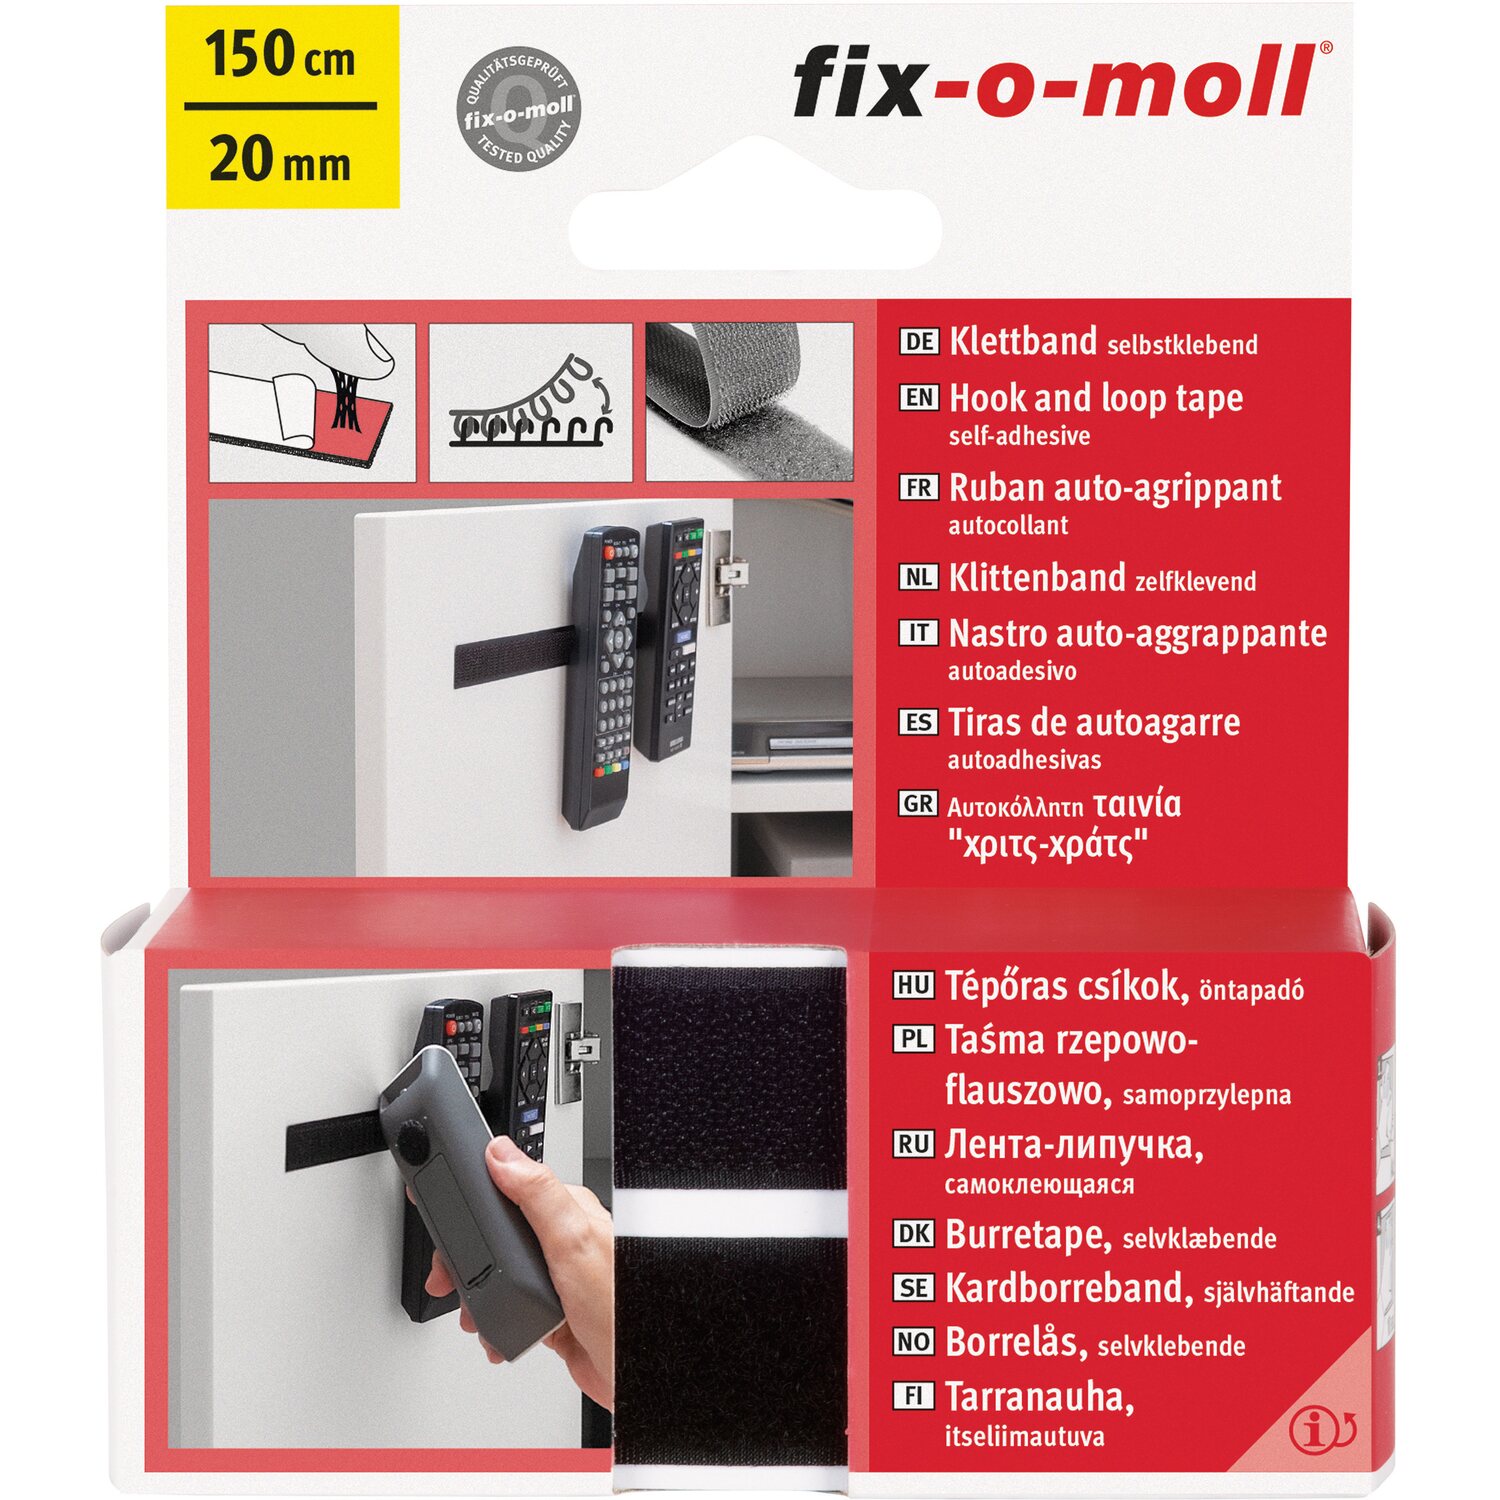 150 cm
20 mm
QUALITÄTSGEPRÜFT
fix-o-moll®
TESTED QUALITY
fix-o-moll®
DE Klettband selbstklebend
EN Hook and loop tape
self-adhesive
FR Ruban auto-agrippant
autocollant
NL Klittenband zelfklevend
IT Nastro auto-aggrappante
autoadesivo
ES Tiras de autoagarre
autoadhesivas
GR Αυτοκόλλητη ταινία
"χριτς-χράτς"
HU Tépőras csíkok, öntapadó
PL Taśma rzepowo-
flauszowo, samoprzylepna
RU Лента-липучка,
самоклеющаяся
DK Burretape, selvklæbende
SE Kardborreband, självhäftande
NO Borrelås, selvklebende
FI Tarranauha,
itseliimautuva
i